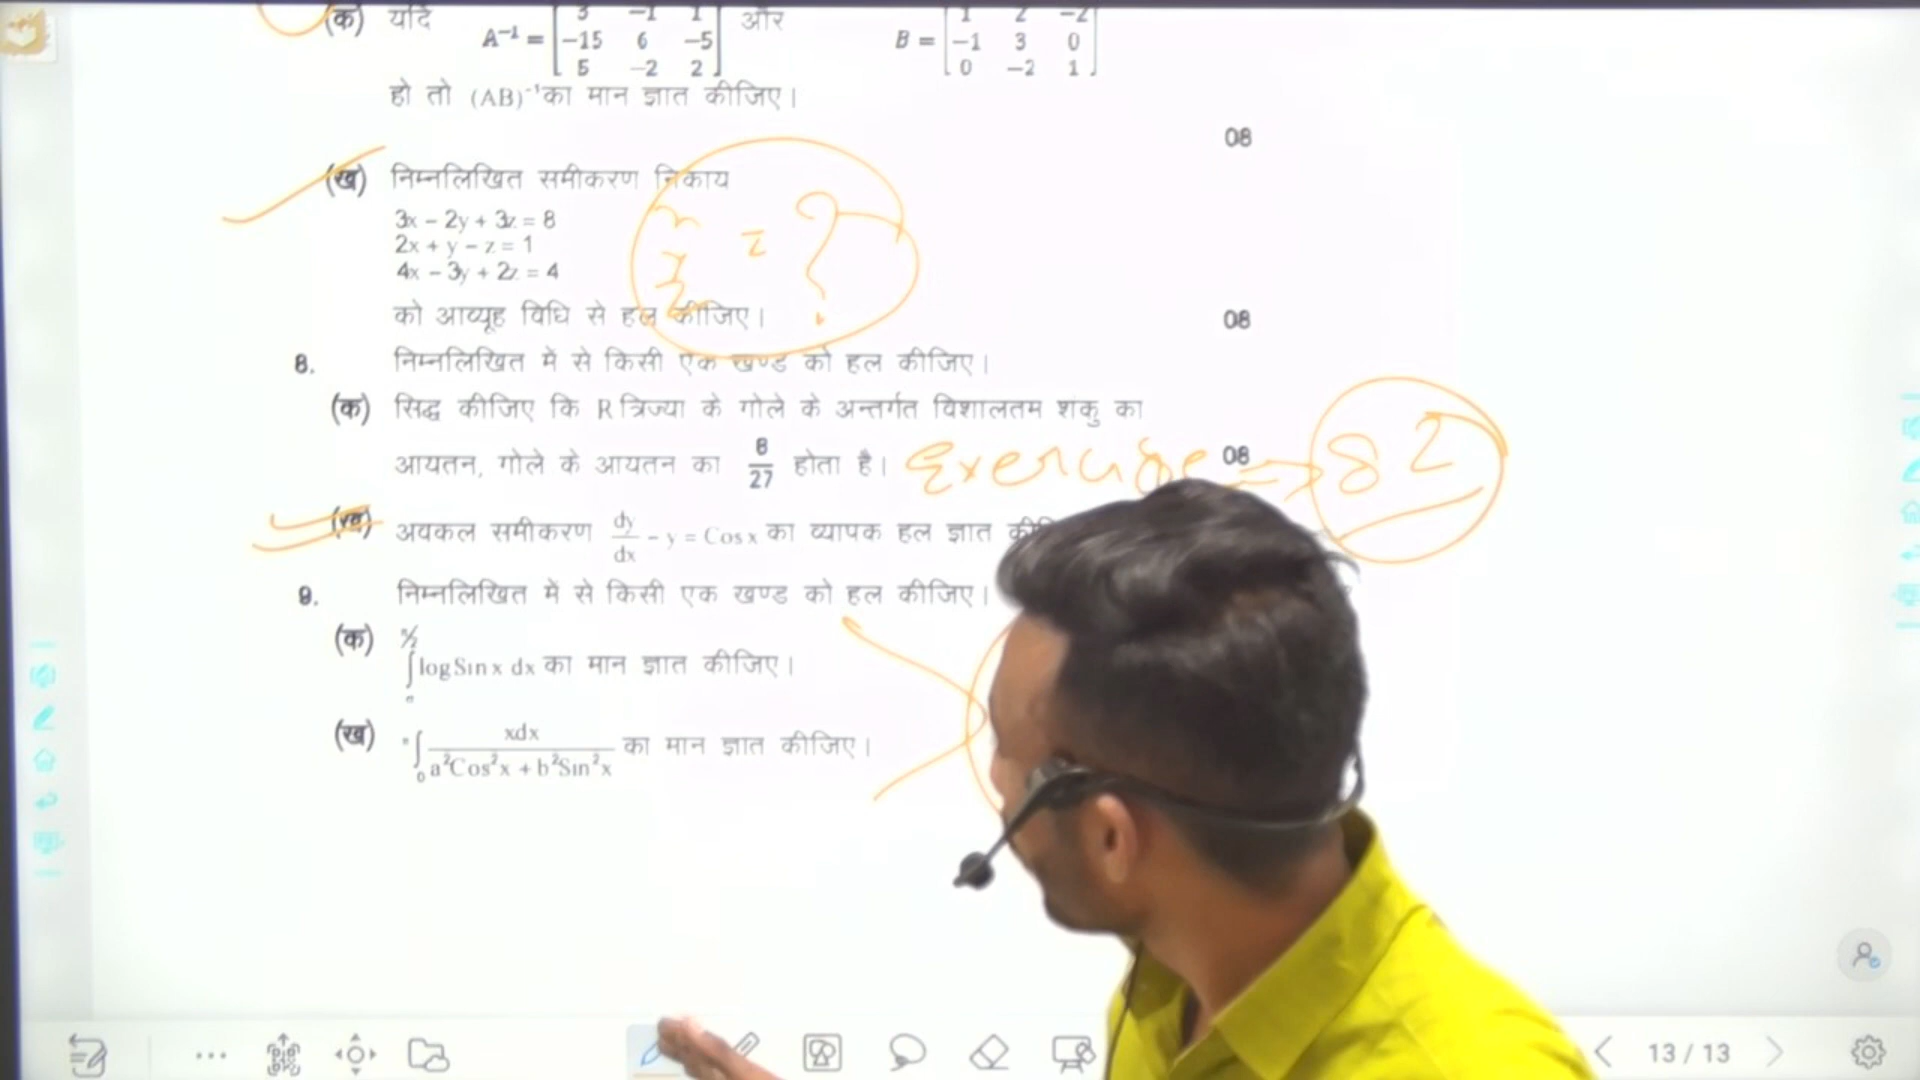 (क) यदि A⁻¹ = [3 -1 1; -15 6 -5; 5 -2 2] और B = [1 2 -2; -1 3 0; 0 -2 1]
हो तो (AB)⁻¹का मान ज्ञात कीजिए।
08
(ख) निम्नलिखित समीकरण निकाय
3x – 2y + 3z = 8
2x + y – z = 1
4x – 3y + 2z = 4
x y z = ?
को आव्यूह विधि से हल कीजिए।
08
8. निम्नलिखित में से किसी एक खण्ड को हल कीजिए।
(क) सिद्ध कीजिए कि R त्रिज्या के गोले के अन्तर्गत विशालतम शंकु का
आयतन, गोले के आयतन का 8/27 होता है। 08
82
(ख) अवकल समीकरण dy/dx - y = Cos x का व्यापक हल ज्ञात
9. निम्नलिखित में से किसी एक खण्ड को हल कीजिए।
(क) ∫ log Sin x dx का मान ज्ञात कीजिए।
(ख) ∫₀ xdx / a²Cos²x + b²Sin²x का मान ज्ञात कीजिए।
13 / 13